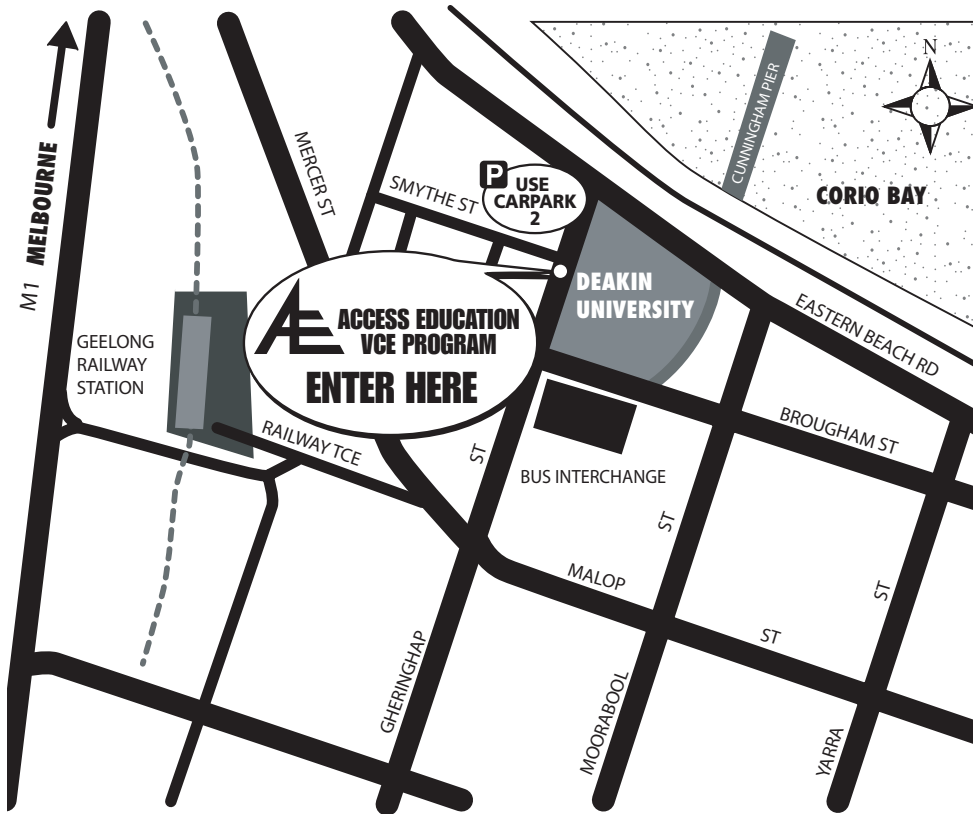 N
CUNNINGHAM PIER
CORIO BAY
M1 MELBOURNE
MERCER ST
SMYTHE ST
P
USE
CARPARK
2
DEAKIN
UNIVERSITY
EASTERN BEACH RD
GEELONG
RAILWAY
STATION
AE
ACCESS EDUCATION
VCE PROGRAM
ENTER HERE
RAILWAY TCE
BROUGHAM ST
BUS INTERCHANGE
MALOP ST
GHERINGHAP ST
MOORABOOL ST
YARRA ST